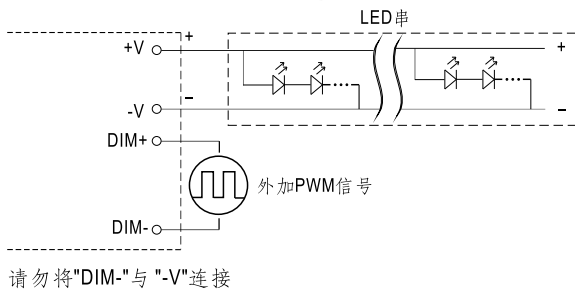 LED串
+V + +
-V - -
DIM+
外加PWM信号
DIM-
请勿将"DIM-"与 "-V"连接